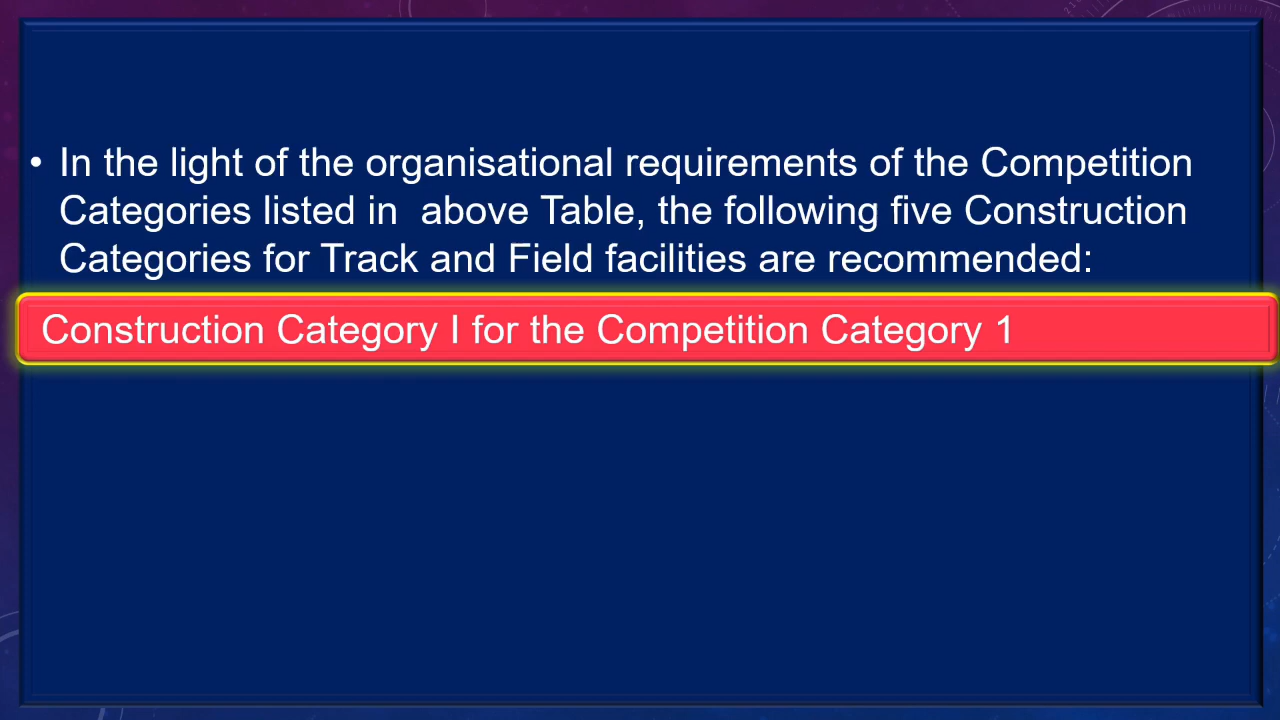 • In the light of the organisational requirements of the Competition
Categories listed in  above Table, the following five Construction
Categories for Track and Field facilities are recommended:
Construction Category I for the Competition Category 1